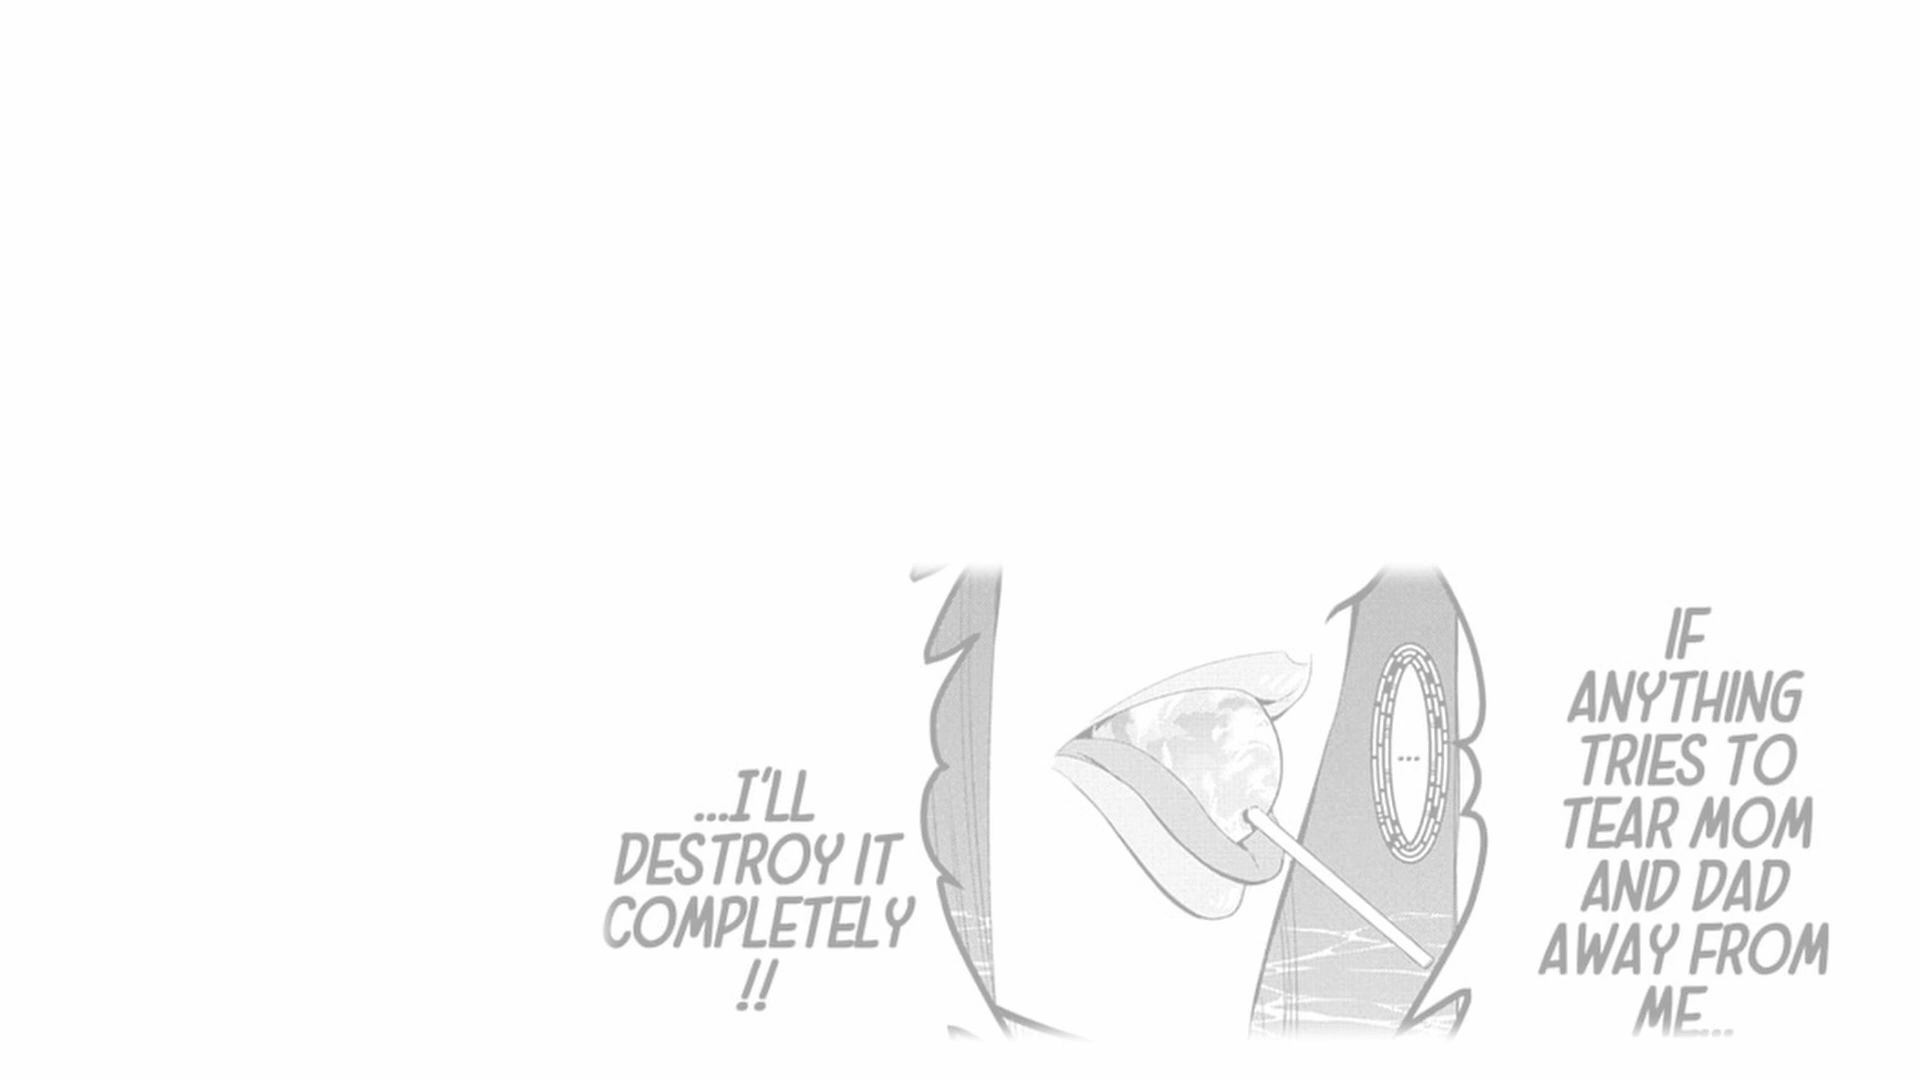 IF
ANYTHING
TRIES TO
TEAR MOM
AND DAD
AWAY FROM
ME...
...
...I'LL
DESTROY IT
COMPLETELY
!!